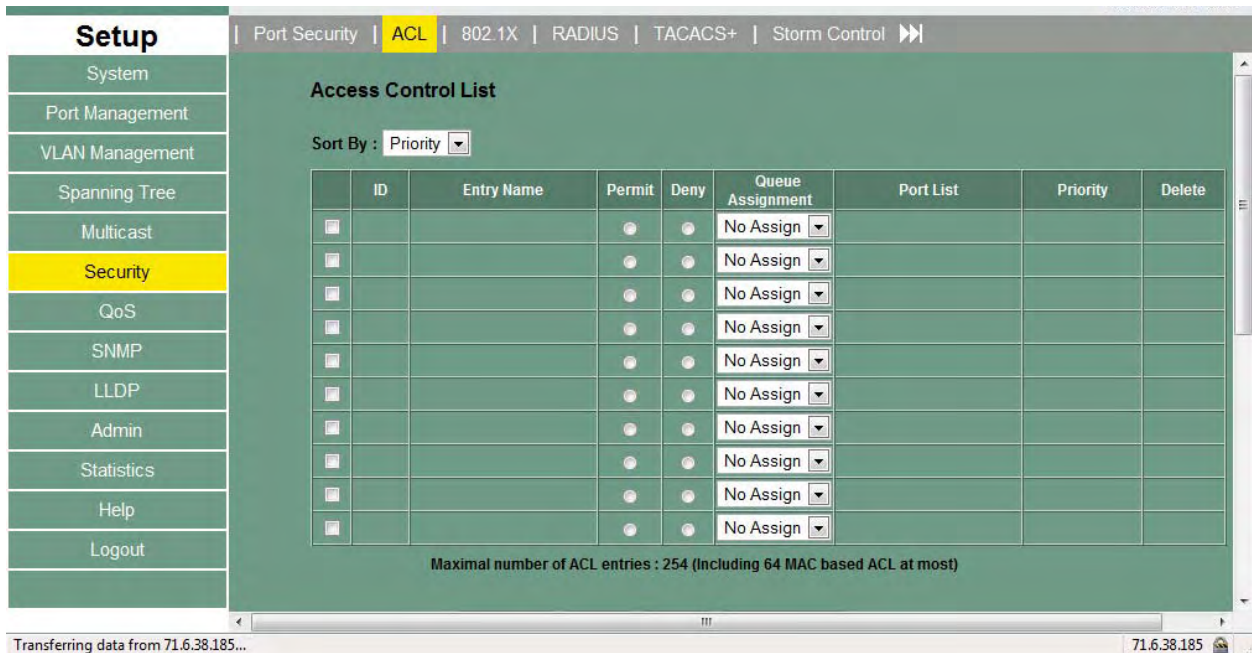 Setup
| Port Security | ACL | 802.1X | RADIUS | TACACS+ | Storm Control
System
Port Management
VLAN Management
Spanning Tree
Multicast
Security
QoS
SNMP
LLDP
Admin
Statistics
Help
Logout
Access Control List
Sort By : Priority
ID Entry Name Permit Deny Queue Assignment Port List Priority Delete
No Assign
No Assign
No Assign
No Assign
No Assign
No Assign
No Assign
No Assign
No Assign
No Assign
Maximal number of ACL entries : 254 (Including 64 MAC based ACL at most)
Transferring data from 71.6.38.185... 71.6.38.185